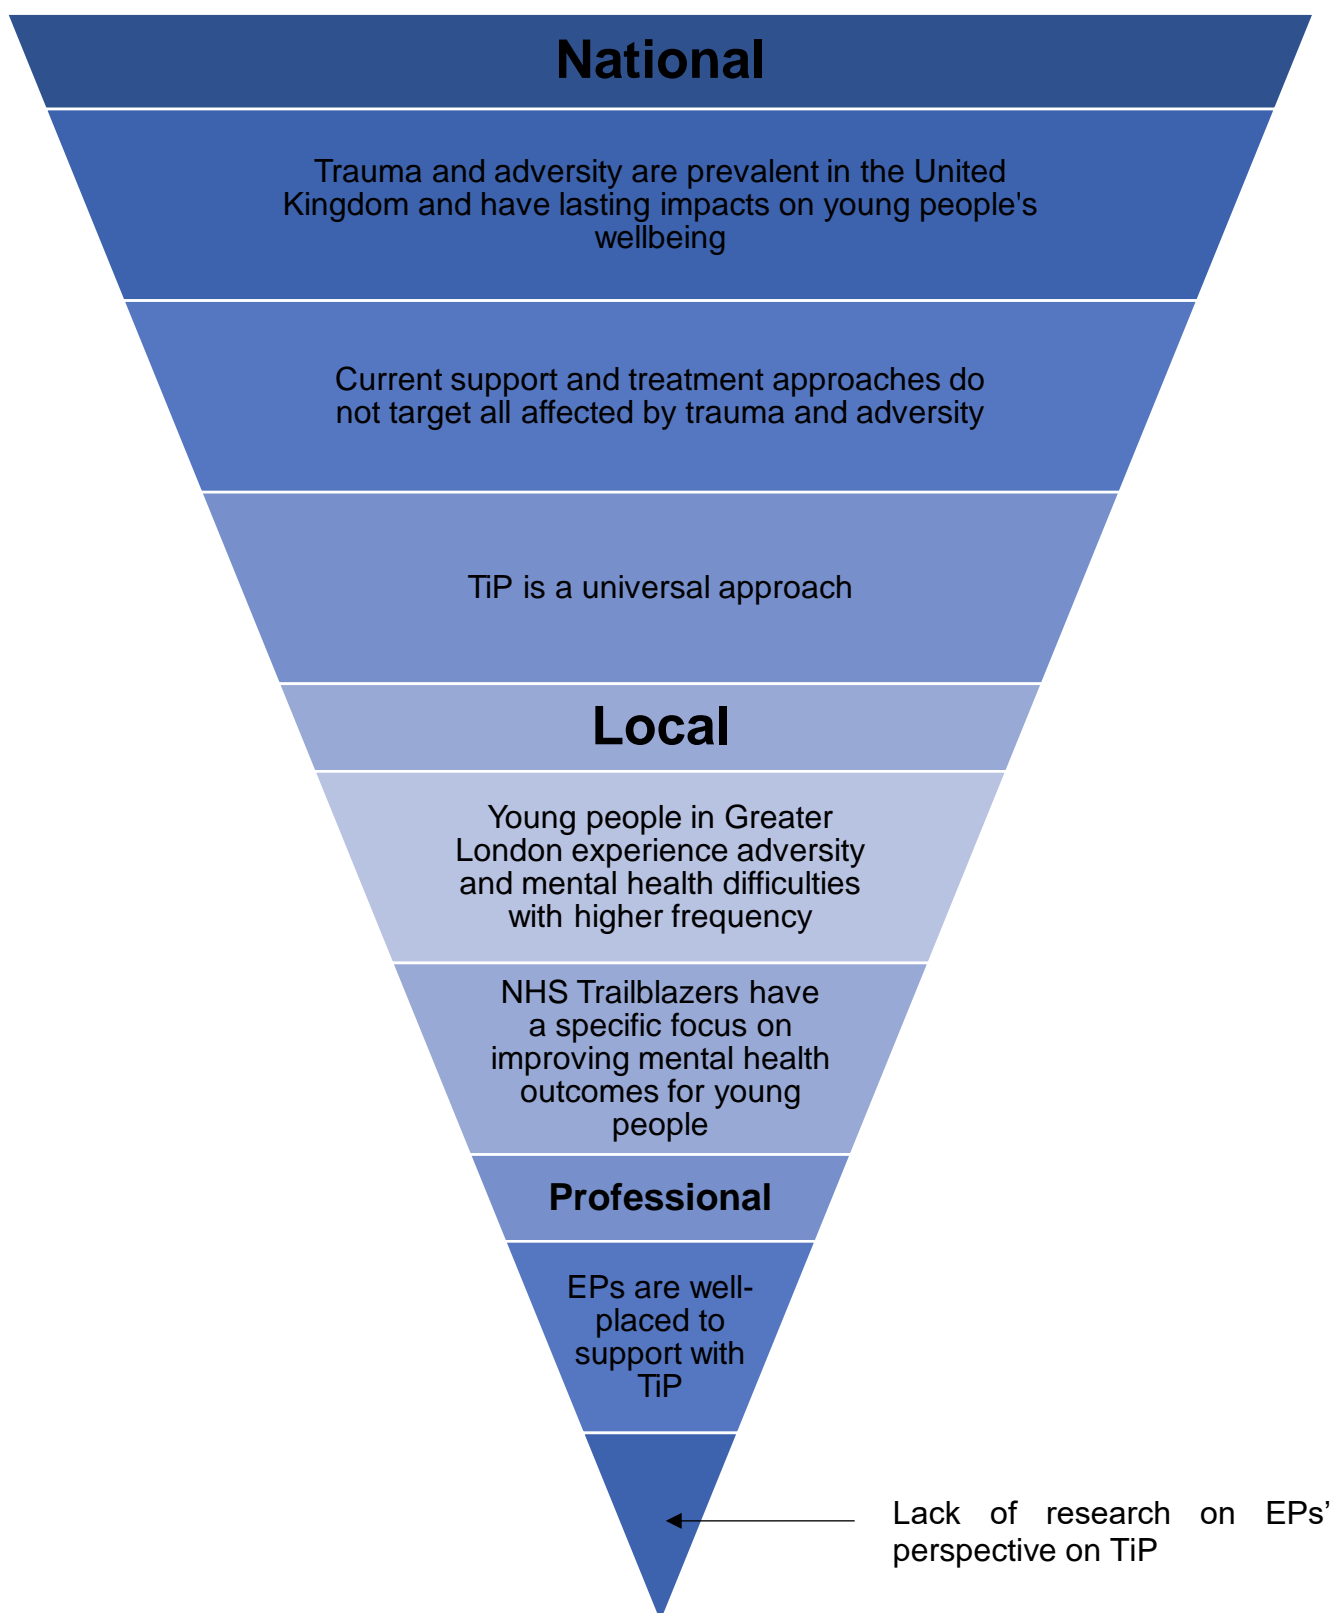 National
Trauma and adversity are prevalent in the United
Kingdom and have lasting impacts on young people's
wellbeing
Current support and treatment approaches do
not target all affected by trauma and adversity
TiP is a universal approach
Local
Young people in Greater
London experience adversity
and mental health difficulties
with higher frequency
NHS Trailblazers have
a specific focus on
improving mental health
outcomes for young
people
Professional
EPs are well-
placed to
support with
TiP
Lack of research on EPs’
perspective on TiP